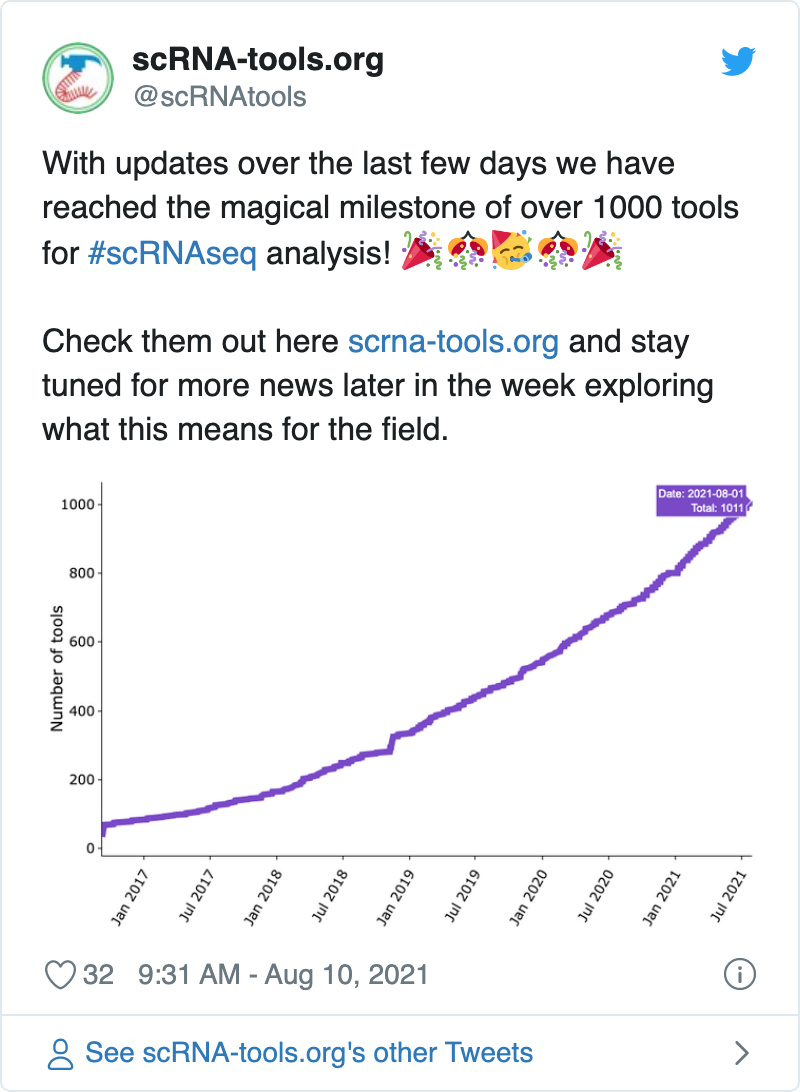 scRNA-tools.org
@scRNAtools
With updates over the last few days we have
reached the magical milestone of over 1000 tools
for #scRNAseq analysis! 🎉🎊🥳🎊🎉
Check them out here scrna-tools.org and stay
tuned for more news later in the week exploring
what this means for the field.
Date: 2021-08-01
Total: 1011
Number of tools
1000
800
600
400
200
0
Jan 2017
Jul 2017
Jan 2018
Jul 2018
Jan 2019
Jul 2019
Jan 2020
Jul 2020
Jan 2021
Jul 2021
32 9:31 AM - Aug 10, 2021
See scRNA-tools.org's other Tweets